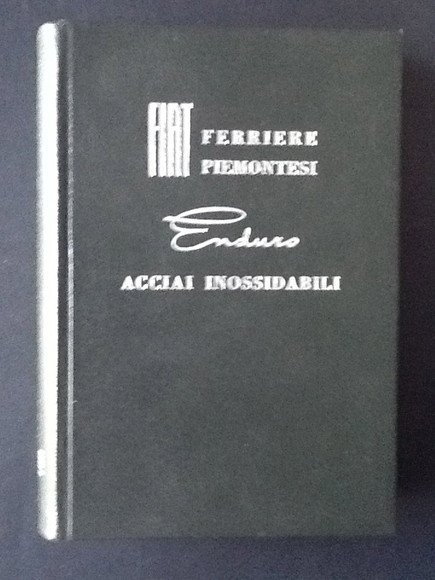 FIAT FERRIERE
PIEMONTESI
Enduro
ACCIAI INOSSIDABILI